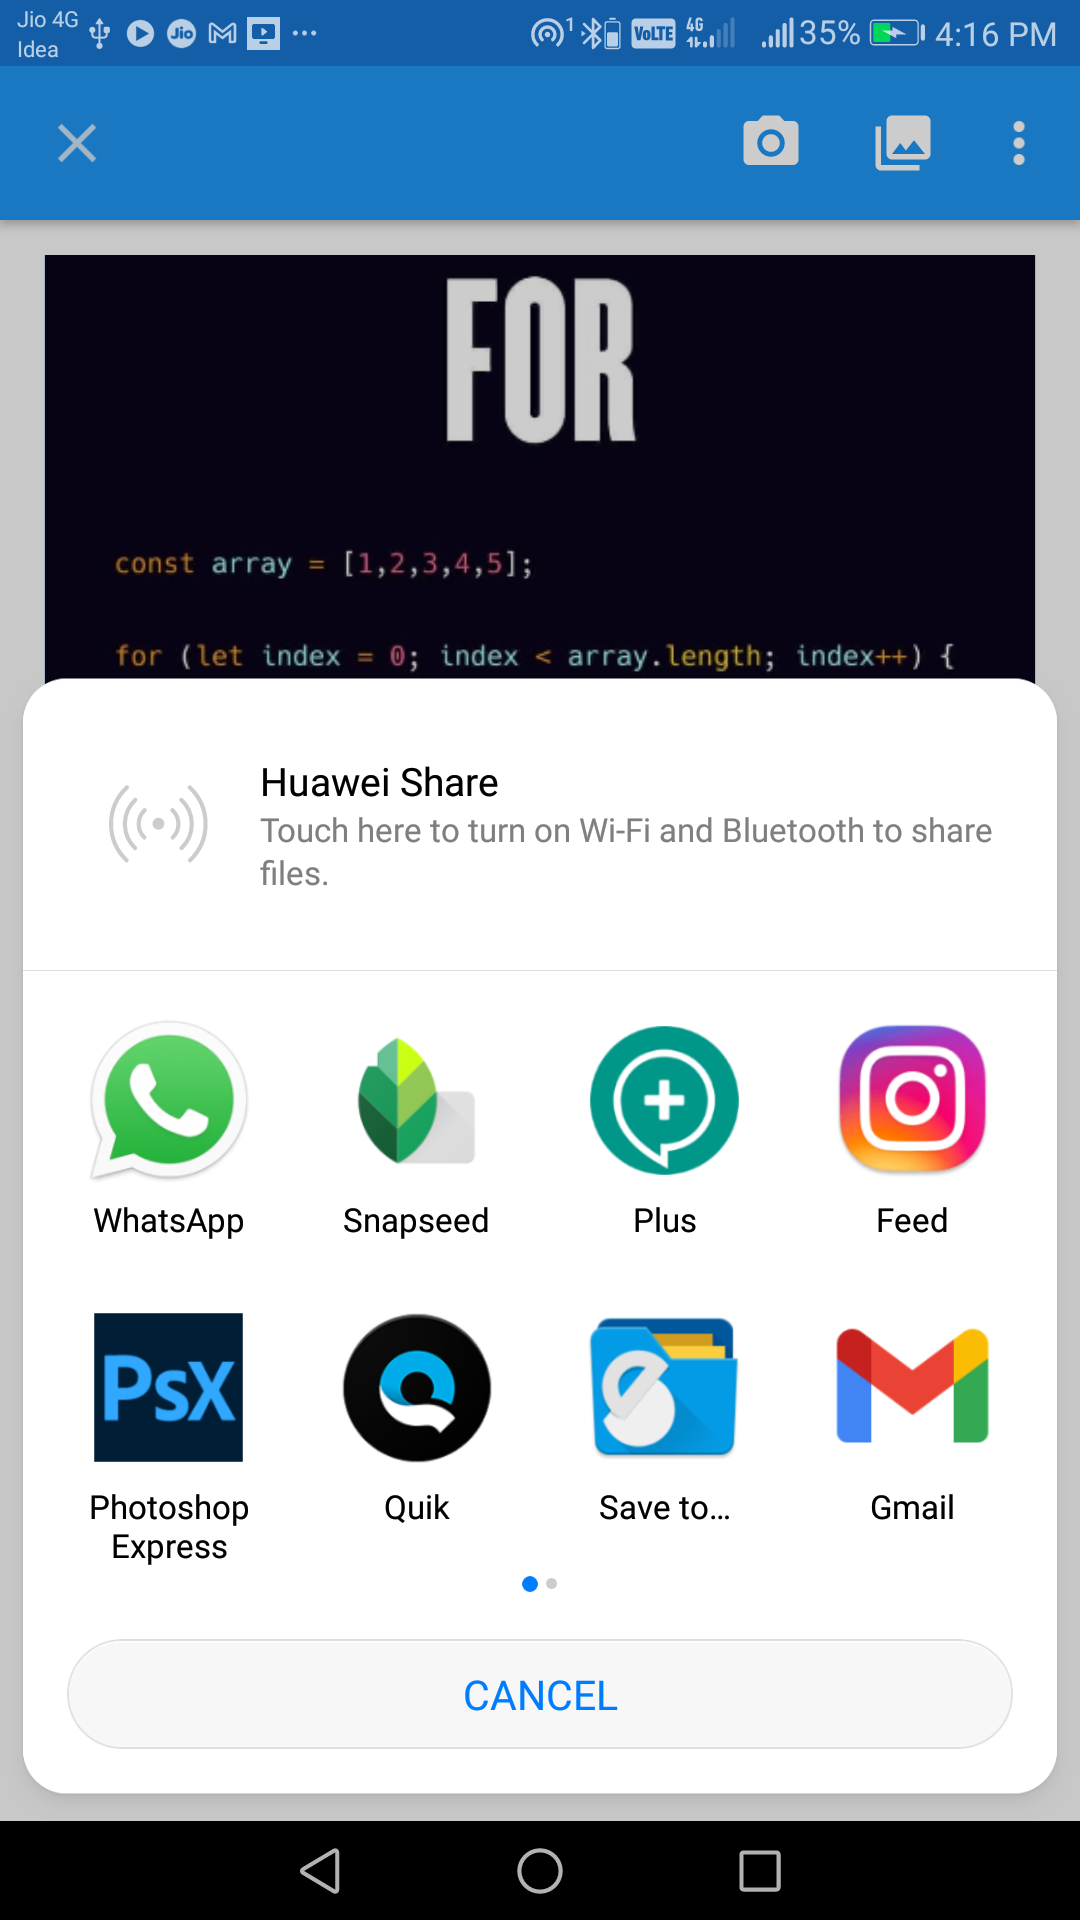 Jio 4G
Idea
Jio
1
VoLTE
4G
35%
4:16 PM
FOR
const array = [1,2,3,4,5];
for (let index = 0; index < array.length; index++) {
Huawei Share
Touch here to turn on Wi-Fi and Bluetooth to share
files.
WhatsApp
Snapseed
Plus
Feed
PsX
Photoshop
Express
Quik
Save to...
Gmail
CANCEL